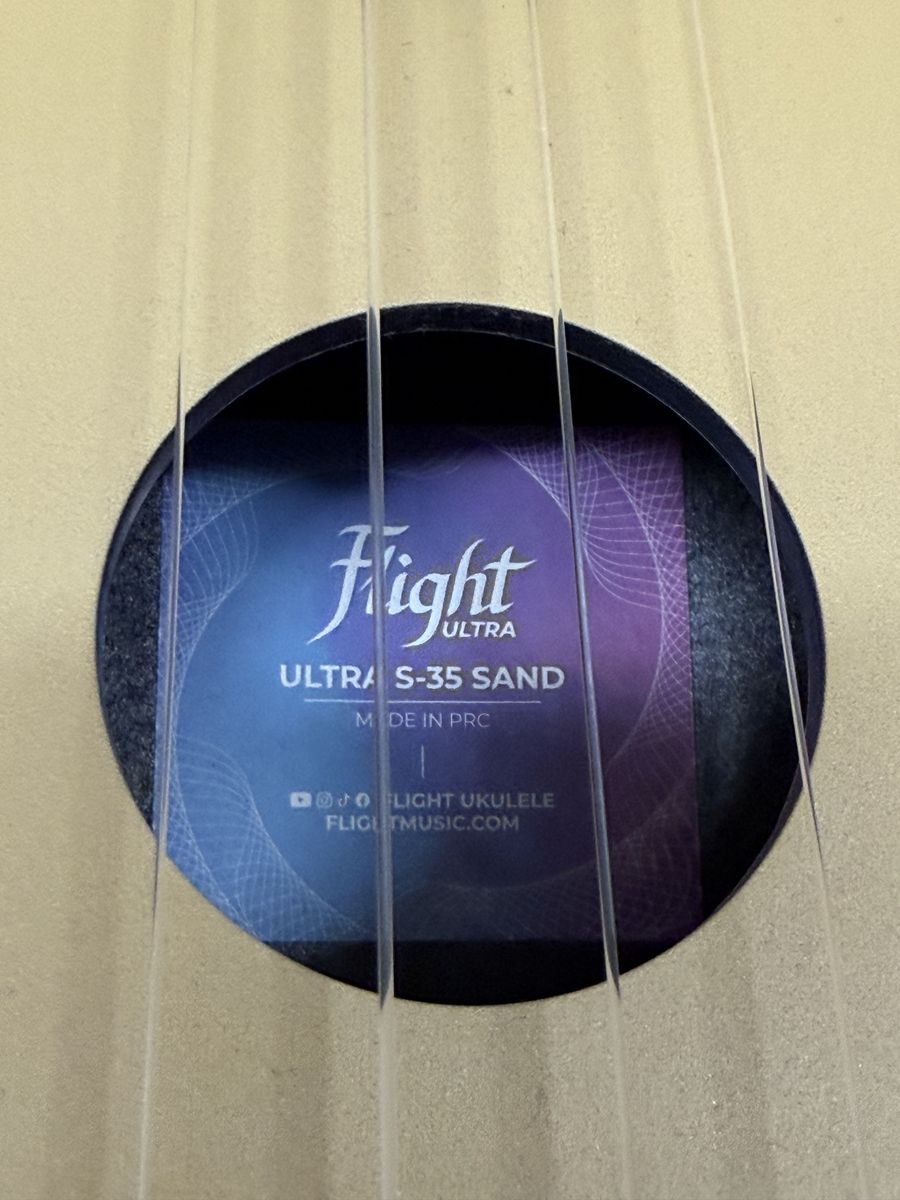 Flight
ULTRA
ULTRA S-35 SAND
MADE IN PRC
FLIGHT UKULELE
FLIGHTMUSIC.COM